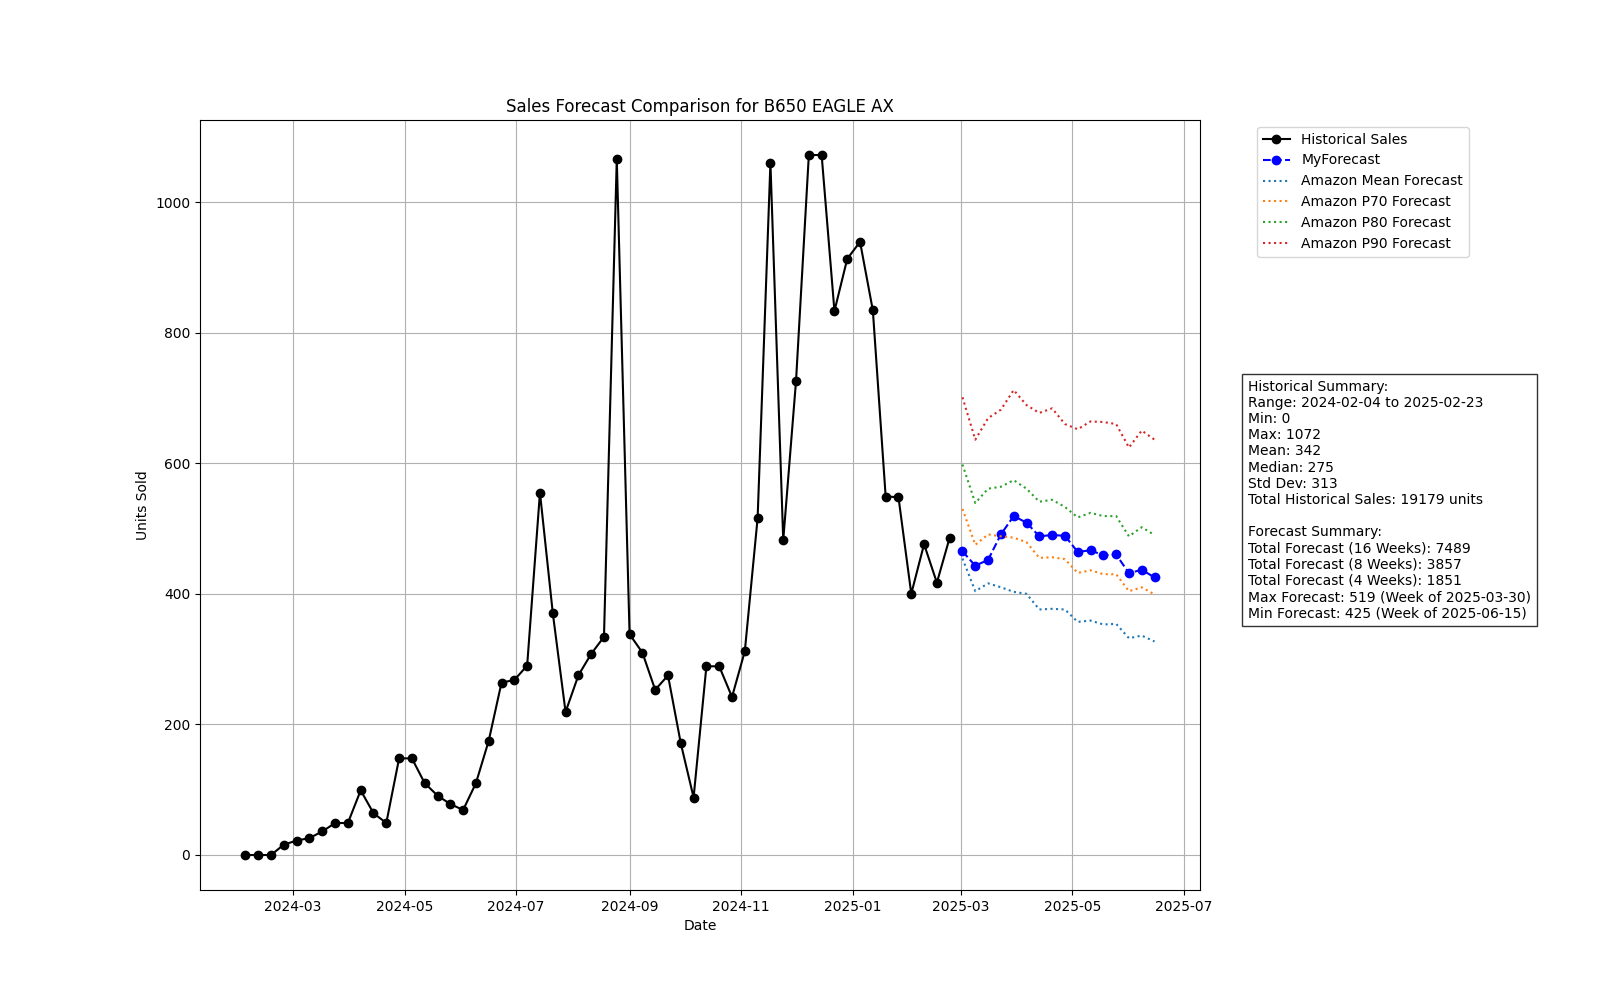 Sales Forecast Comparison for B650 EAGLE AX
Units Sold
1000
800
600
400
200
0
2024-03 2024-05 2024-07 2024-09 2024-11 2025-01 2025-03 2025-05 2025-07
Date
Historical Sales
MyForecast
Amazon Mean Forecast
Amazon P70 Forecast
Amazon P80 Forecast
Amazon P90 Forecast
Historical Summary:
Range: 2024-02-04 to 2025-02-23
Min: 0
Max: 1072
Mean: 342
Median: 275
Std Dev: 313
Total Historical Sales: 19179 units
Forecast Summary:
Total Forecast (16 Weeks): 7489
Total Forecast (8 Weeks): 3857
Total Forecast (4 Weeks): 1851
Max Forecast: 519 (Week of 2025-03-30)
Min Forecast: 425 (Week of 2025-06-15)